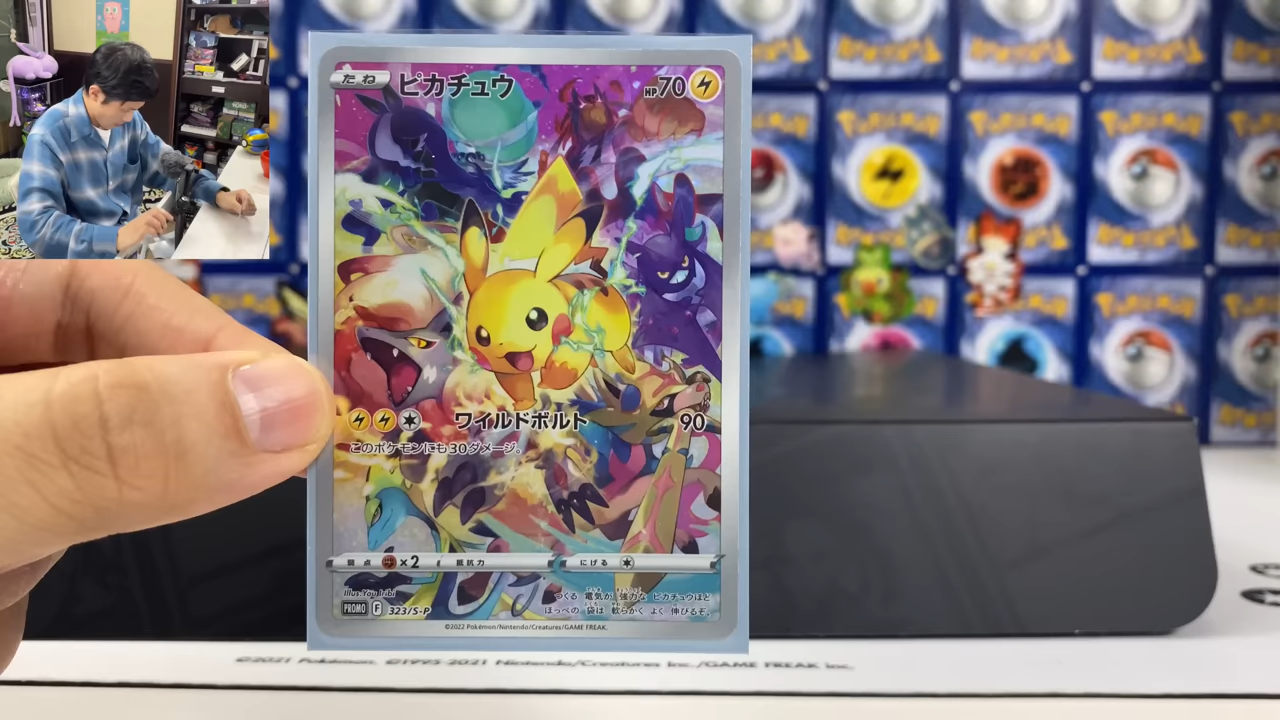 たね ピカチュウ HP70
ワイルドボルト 90
このポケモンにも30ダメージ。
弱点 ×2 抵抗力 にげる
Illus. You Iribi
つくる 電気が 強力な ピカチュウほど
ほっぺの 袋は 軟らかく よく 伸びるぞ。
PROMO F 323/S-P
©2022 Pokémon/Nintendo/Creatures/GAME FREAK.
©2021 Pokémon. ©1995-2021 Nintendo/Creatures Inc./GAME FREAK inc.